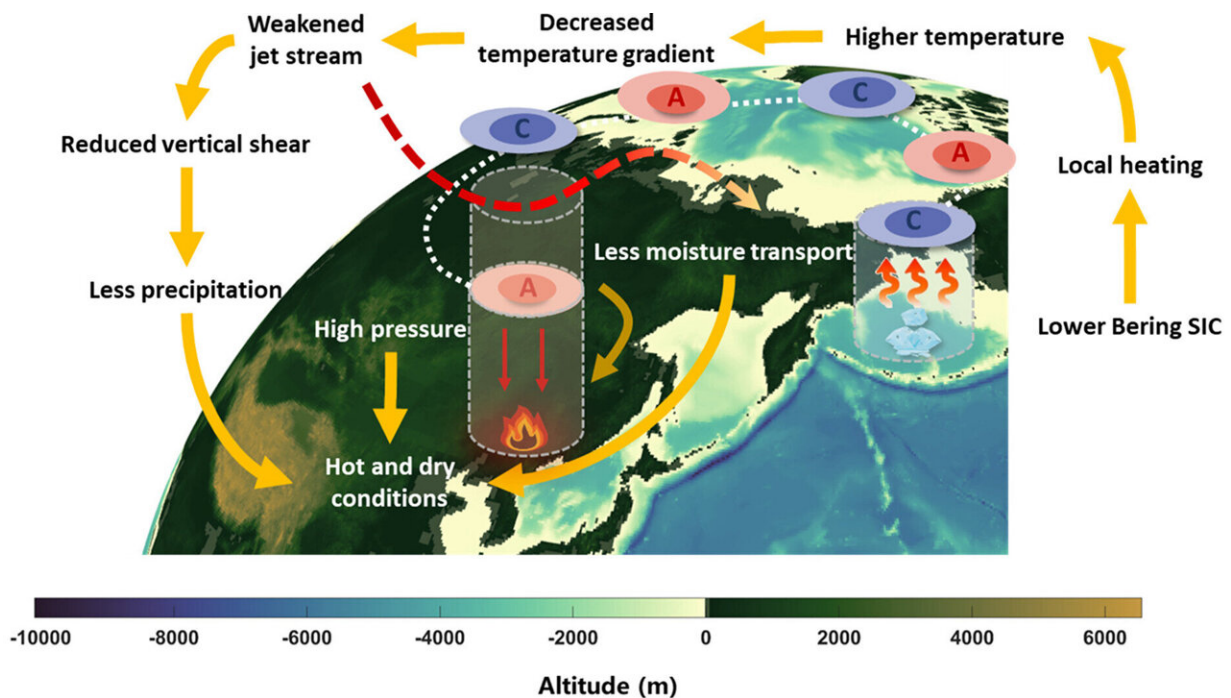 Weakened
jet stream
Decreased
temperature gradient
Higher temperature
A
C
C
Reduced vertical shear
A
Local heating
C
Less moisture transport
Less precipitation
A
High pressure
Lower Bering SIC
Hot and dry
conditions
-10000 -8000 -6000 -4000 -2000 0 2000 4000 6000
Altitude (m)